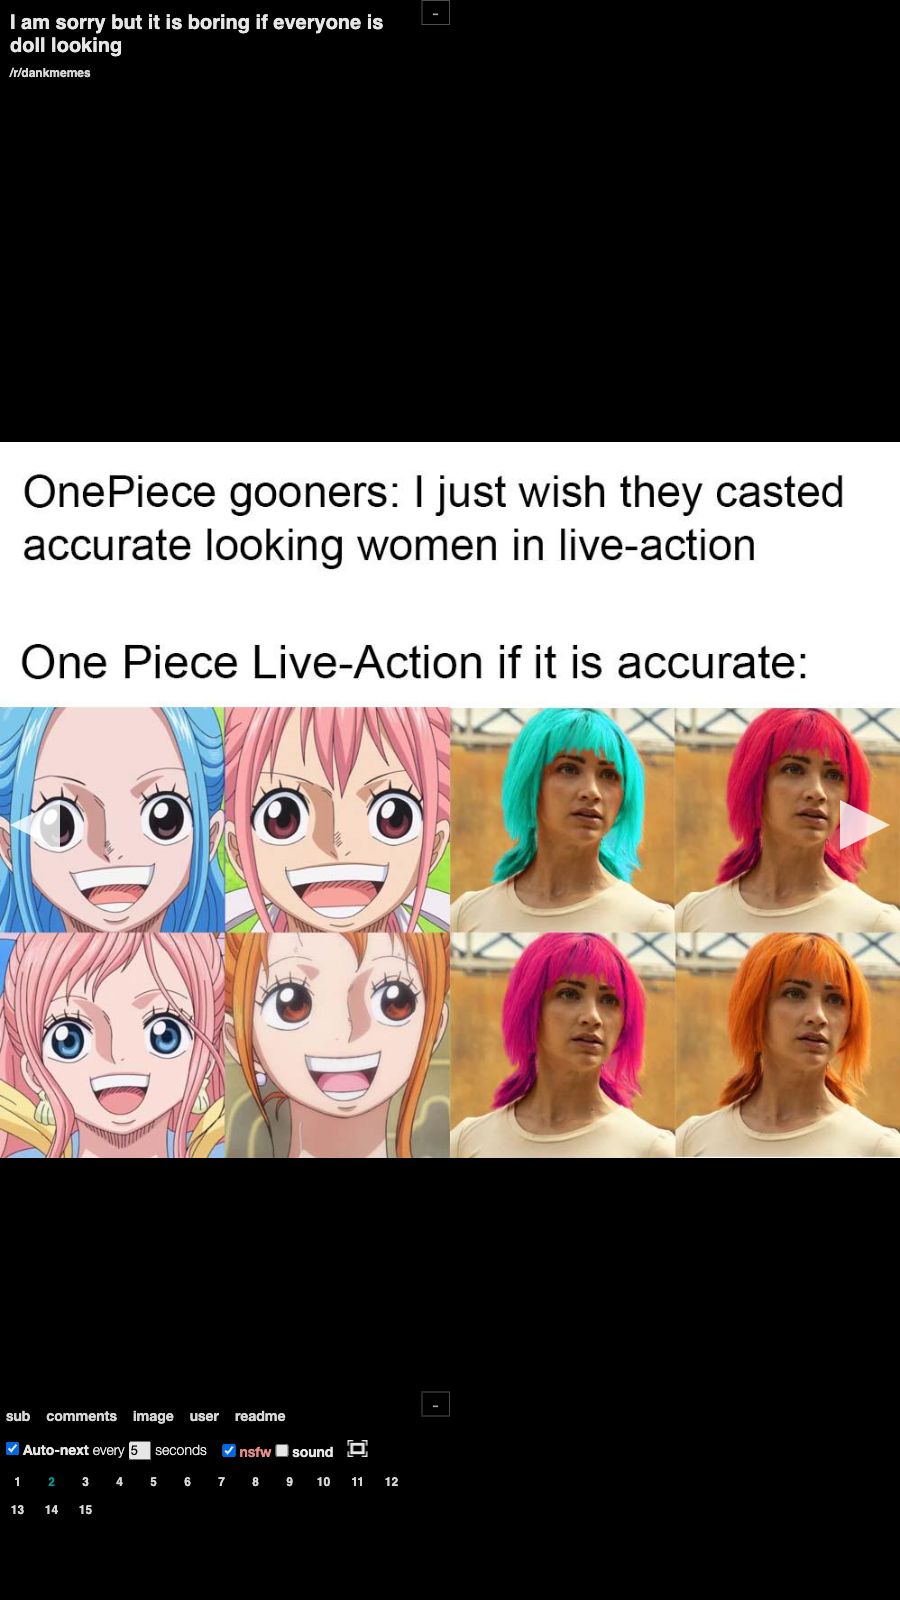 I am sorry but it is boring if everyone is
doll looking
/r/dankmemes
-
OnePiece gooners: I just wish they casted
accurate looking women in live-action
One Piece Live-Action if it is accurate:
-
sub comments image user readme
Auto-next every 5 seconds nsfw sound
1 2 3 4 5 6 7 8 9 10 11 12
13 14 15